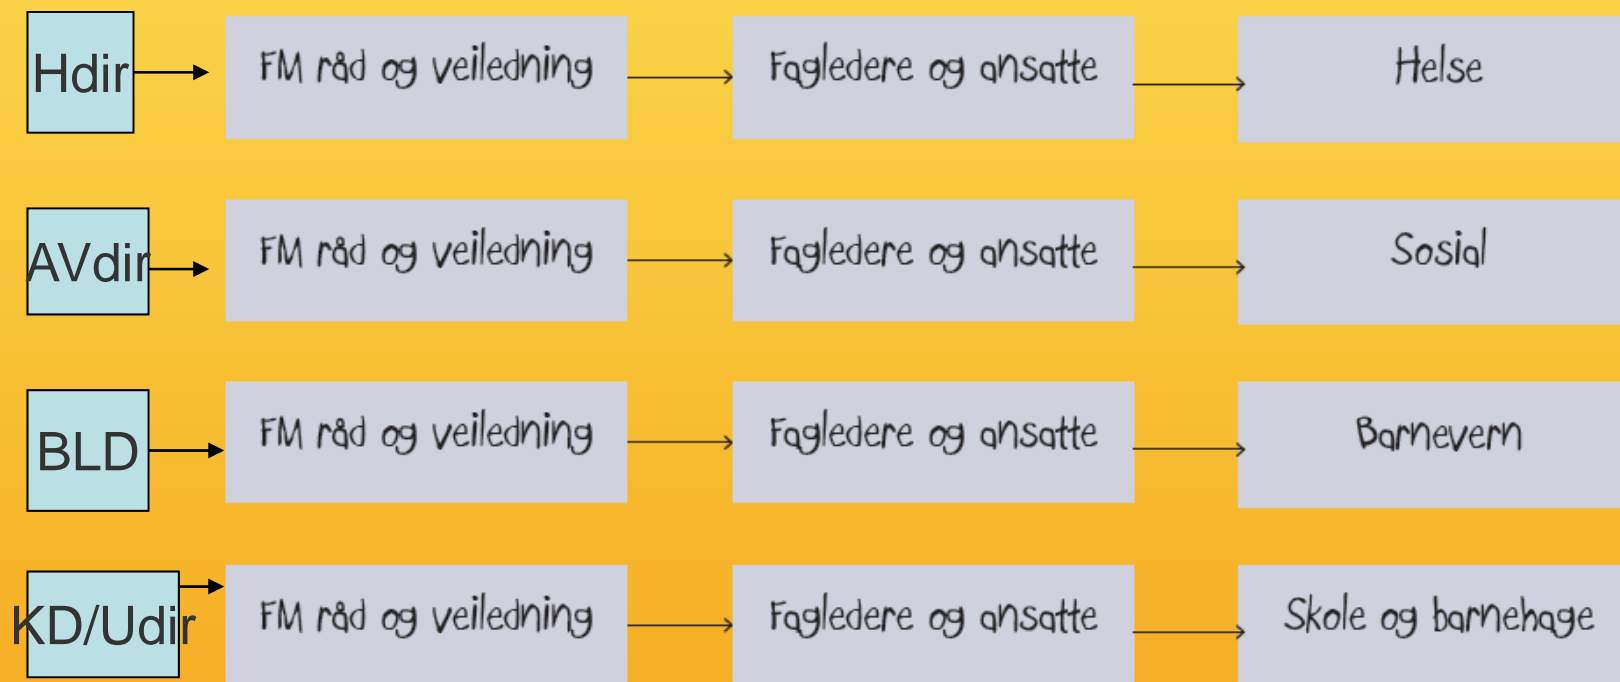 Hdir
FM råd og veiledning
Fagledere og ansatte
Helse
AVdir
FM råd og veiledning
Fagledere og ansatte
Sosial
BLD
FM råd og veiledning
Fagledere og ansatte
Barnevern
KD/Udir
FM råd og veiledning
Fagledere og ansatte
Skole og barnehage